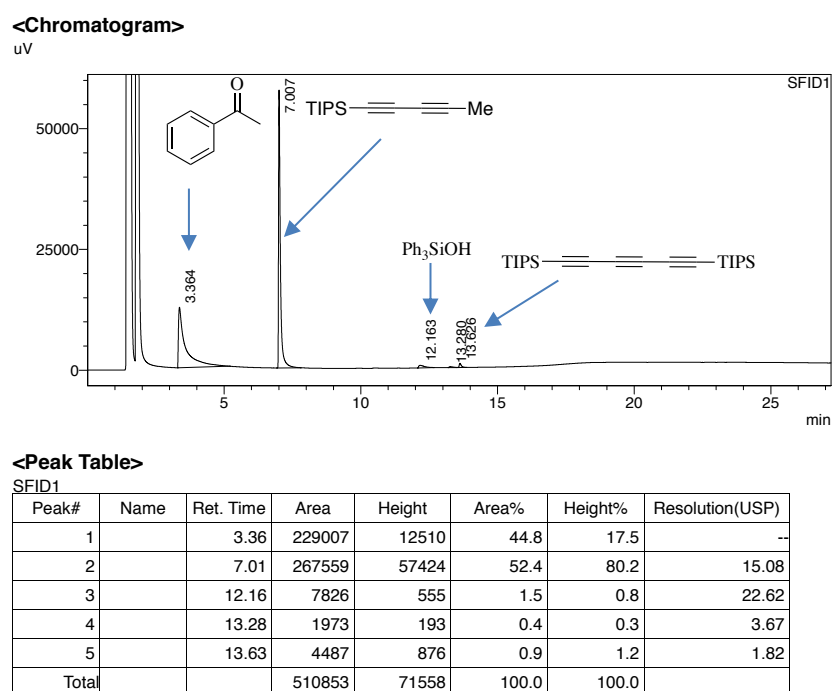 <Chromatogram>
uV
SFID1
O
7.007
TIPS Me
50000
25000
3.364
Ph3SiOH
TIPS TIPS
12.163
13.280
13.626
0
5 10 15 20 25
min
<Peak Table>
SFID1
Peak# Name Ret. Time Area Height Area% Height% Resolution(USP)
1 3.36 229007 12510 44.8 17.5 --
2 7.01 267559 57424 52.4 80.2 15.08
3 12.16 7826 555 1.5 0.8 22.62
4 13.28 1973 193 0.4 0.3 3.67
5 13.63 4487 876 0.9 1.2 1.82
Total 510853 71558 100.0 100.0